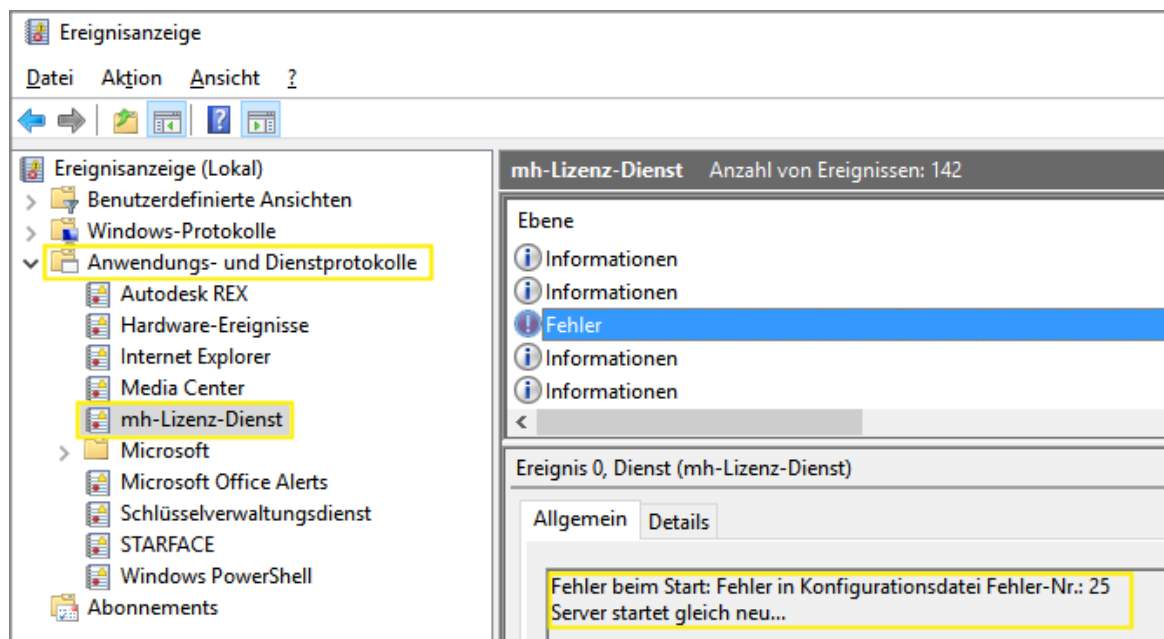 Ereignisanzeige
Datei Aktion Ansicht ?
Ereignisanzeige (Lokal)
Benutzerdefinierte Ansichten
Windows-Protokolle
Anwendungs- und Dienstprotokolle
Autodesk REX
Hardware-Ereignisse
Internet Explorer
Media Center
mh-Lizenz-Dienst
Microsoft
Microsoft Office Alerts
Schlüsselverwaltungsdienst
STARFACE
Windows PowerShell
Abonnements
mh-Lizenz-Dienst Anzahl von Ereignissen: 142
Ebene
Informationen
Informationen
Fehler
Informationen
Informationen
Ereignis 0, Dienst (mh-Lizenz-Dienst)
Allgemein Details
Fehler beim Start: Fehler in Konfigurationsdatei Fehler-Nr.: 25
Server startet gleich neu...